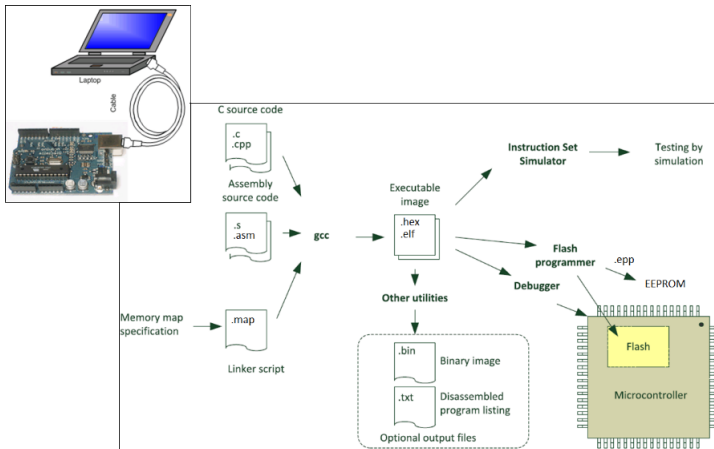 Laptop
Cable
C source code
.c
.cpp
Assembly
source code
.s
.asm
gcc
Memory map
specification
.map
Linker script
Executable
image
.hex
.elf
Other utilities
.bin
Binary image
.txt
Disassembled
program listing
Optional output files
Instruction Set
Simulator
Testing by
simulation
Flash
programmer
.epp
EEPROM
Debugger
Flash
Microcontroller